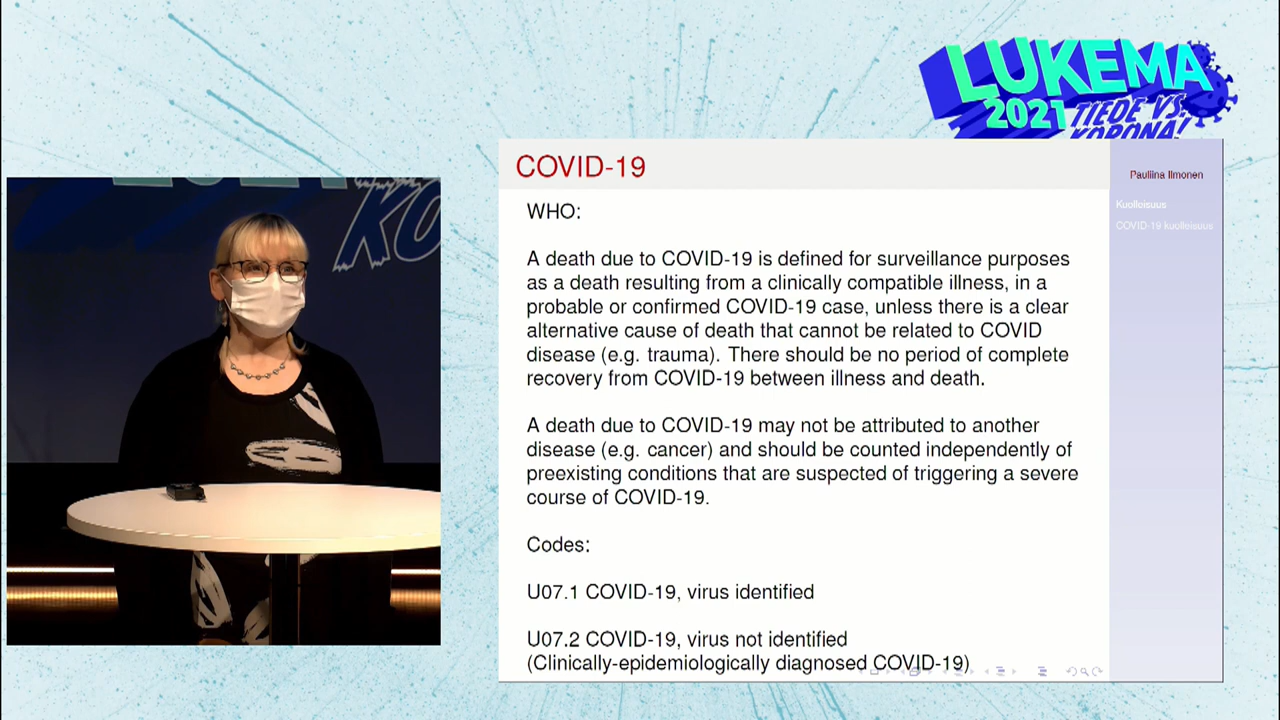 LUKEMA
2021 TIEDE VS.
KORONA!
COVID-19
Pauliina Ilmonen
Kuolleisuus
COVID-19 kuolleisuus
WHO:
A death due to COVID-19 is defined for surveillance purposes
as a death resulting from a clinically compatible illness, in a
probable or confirmed COVID-19 case, unless there is a clear
alternative cause of death that cannot be related to COVID
disease (e.g. trauma). There should be no period of complete
recovery from COVID-19 between illness and death.
A death due to COVID-19 may not be attributed to another
disease (e.g. cancer) and should be counted independently of
preexisting conditions that are suspected of triggering a severe
course of COVID-19.
Codes:
U07.1 COVID-19, virus identified
U07.2 COVID-19, virus not identified
(Clinically-epidemiologically diagnosed COVID-19)
KO